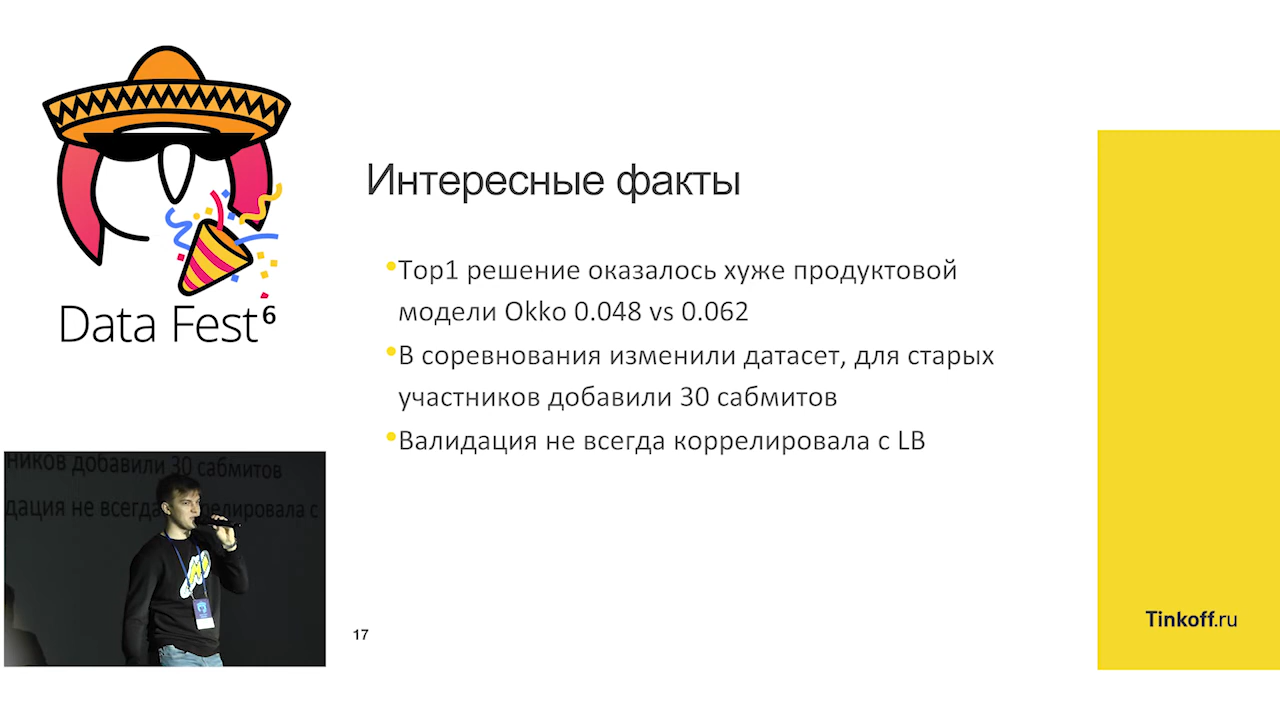 Data Fest⁶
Интересные факты
•Top1 решение оказалось хуже продуктовой
модели Okko 0.048 vs 0.062
•В соревнования изменили датасет, для старых
участников добавили 30 сабмитов
•Валидация не всегда коррелировала с LB
ников добавили 30 сабмитов
дация не всегда релировала с
17
Tinkoff.ru